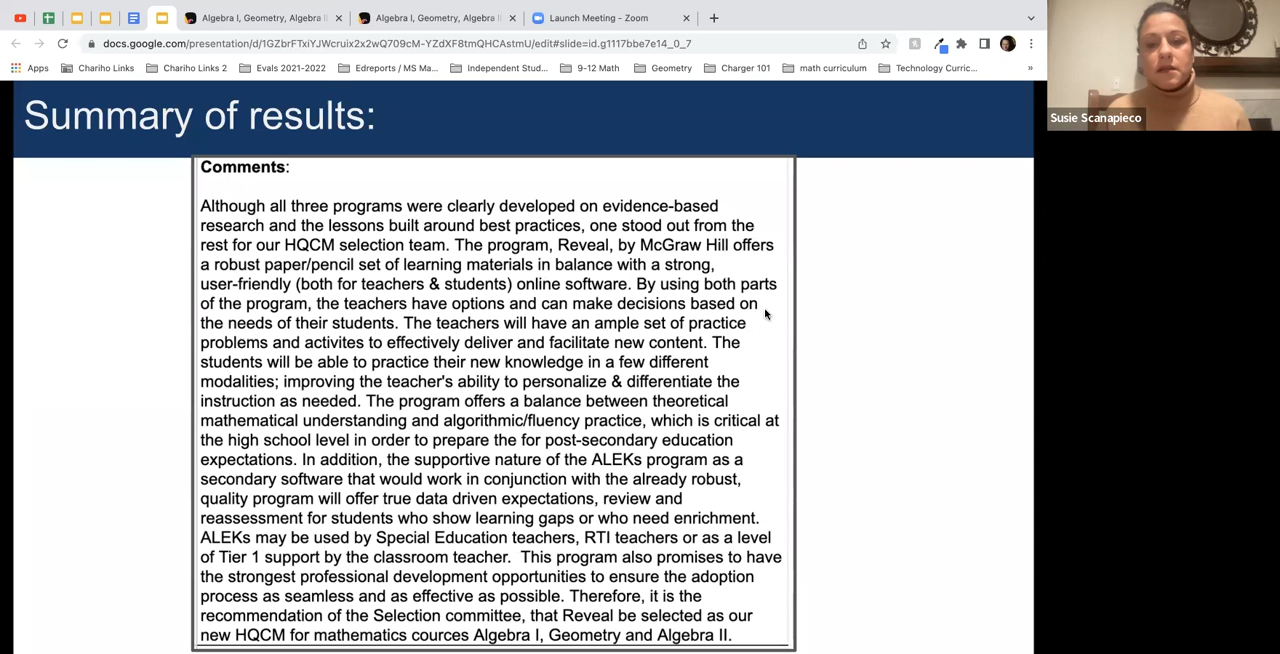 Algebra I, Geometry, Algebra II
Algebra I, Geometry, Algebra II
Launch Meeting - Zoom
docs.google.com/presentation/d/1GZbrFTxiYJWcruix2x2wQ709cM-YZdXF8tmQHCAstmU/edit#slide=id.g1117bbe7e14_0_7
Apps
Chariho Links
Chariho Links 2
Evals 2021-2022
Edreports / MS Ma...
Independent Stud...
9-12 Math
Geometry
Charger 101
math curriculum
Technology Curric...
»
Susie Scanapieco
Summary of results:
Comments:
Although all three programs were clearly developed on evidence-based
research and the lessons built around best practices, one stood out from the
rest for our HQCM selection team. The program, Reveal, by McGraw Hill offers
a robust paper/pencil set of learning materials in balance with a strong,
user-friendly (both for teachers & students) online software. By using both parts
of the program, the teachers have options and can make decisions based on
the needs of their students. The teachers will have an ample set of practice
problems and activites to effectively deliver and facilitate new content. The
students will be able to practice their new knowledge in a few different
modalities; improving the teacher's ability to personalize & differentiate the
instruction as needed. The program offers a balance between theoretical
mathematical understanding and algorithmic/fluency practice, which is critical at
the high school level in order to prepare the for post-secondary education
expectations. In addition, the supportive nature of the ALEKs program as a
secondary software that would work in conjunction with the already robust,
quality program will offer true data driven expectations, review and
reassessment for students who show learning gaps or who need enrichment.
ALEKs may be used by Special Education teachers, RTI teachers or as a level
of Tier 1 support by the classroom teacher. This program also promises to have
the strongest professional development opportunities to ensure the adoption
process as seamless and as effective as possible. Therefore, it is the
recommendation of the Selection committee, that Reveal be selected as our
new HQCM for mathematics cources Algebra I, Geometry and Algebra II.